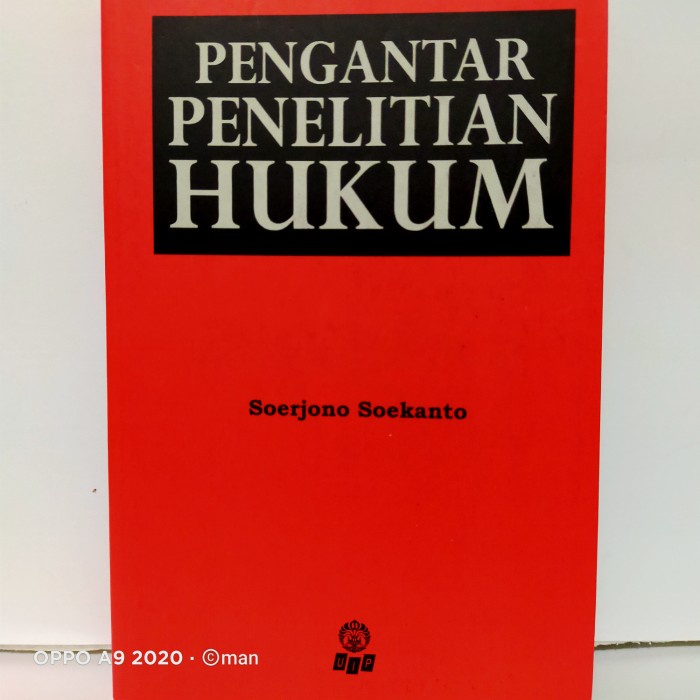 PENGANTAR
PENELITIAN
HUKUM
Soerjono Soekanto
UIP
OPPO A9 2020 · ©man